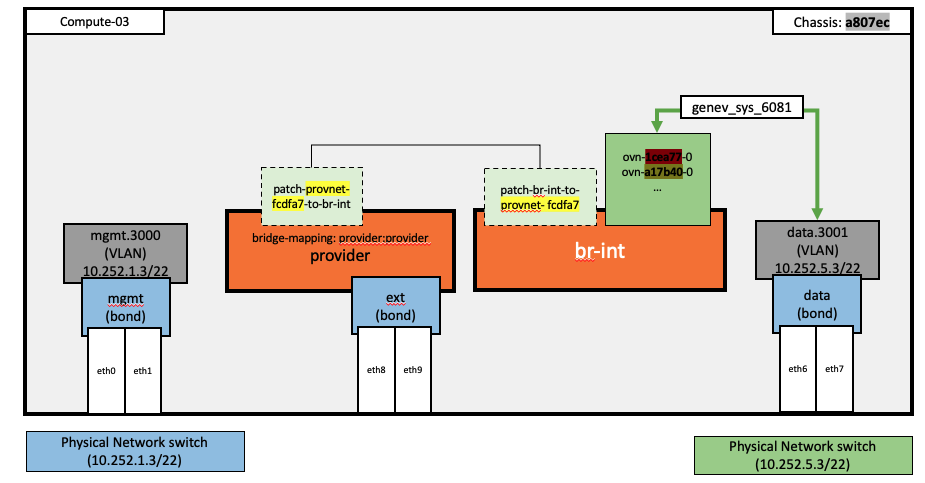 Compute-03
Chassis: a807ec
genev_sys_6081
ovn-1cea77-0
ovn-a17b40-0
...
patch-provnet-
fcdfa7-to-br-int
patch-br-int-to-
provnet- fcdfa7
mgmt.3000
(VLAN)
10.252.1.3/22
bridge-mapping: provider:provider
provider
br-int
data.3001
(VLAN)
10.252.5.3/22
mgmt
(bond)
ext
(bond)
data
(bond)
eth0
eth1
eth8
eth9
eth6
eth7
Physical Network switch
(10.252.1.3/22)
Physical Network switch
(10.252.5.3/22)